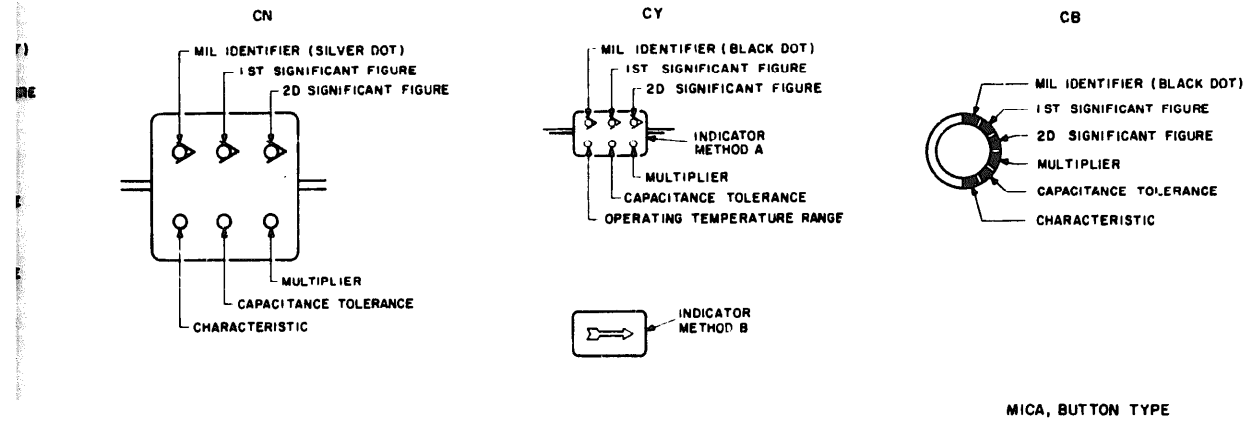 CN
MIL IDENTIFIER (SILVER DOT)
1ST SIGNIFICANT FIGURE
2D SIGNIFICANT FIGURE
MULTIPLIER
CAPACITANCE TOLERANCE
CHARACTERISTIC
CY
MIL IDENTIFIER (BLACK DOT)
1ST SIGNIFICANT FIGURE
2D SIGNIFICANT FIGURE
INDICATOR
METHOD A
MULTIPLIER
CAPACITANCE TOLERANCE
OPERATING TEMPERATURE RANGE
INDICATOR
METHOD B
CB
MIL IDENTIFIER (BLACK DOT)
1ST SIGNIFICANT FIGURE
2D SIGNIFICANT FIGURE
MULTIPLIER
CAPACITANCE TOLERANCE
CHARACTERISTIC
MICA, BUTTON TYPE